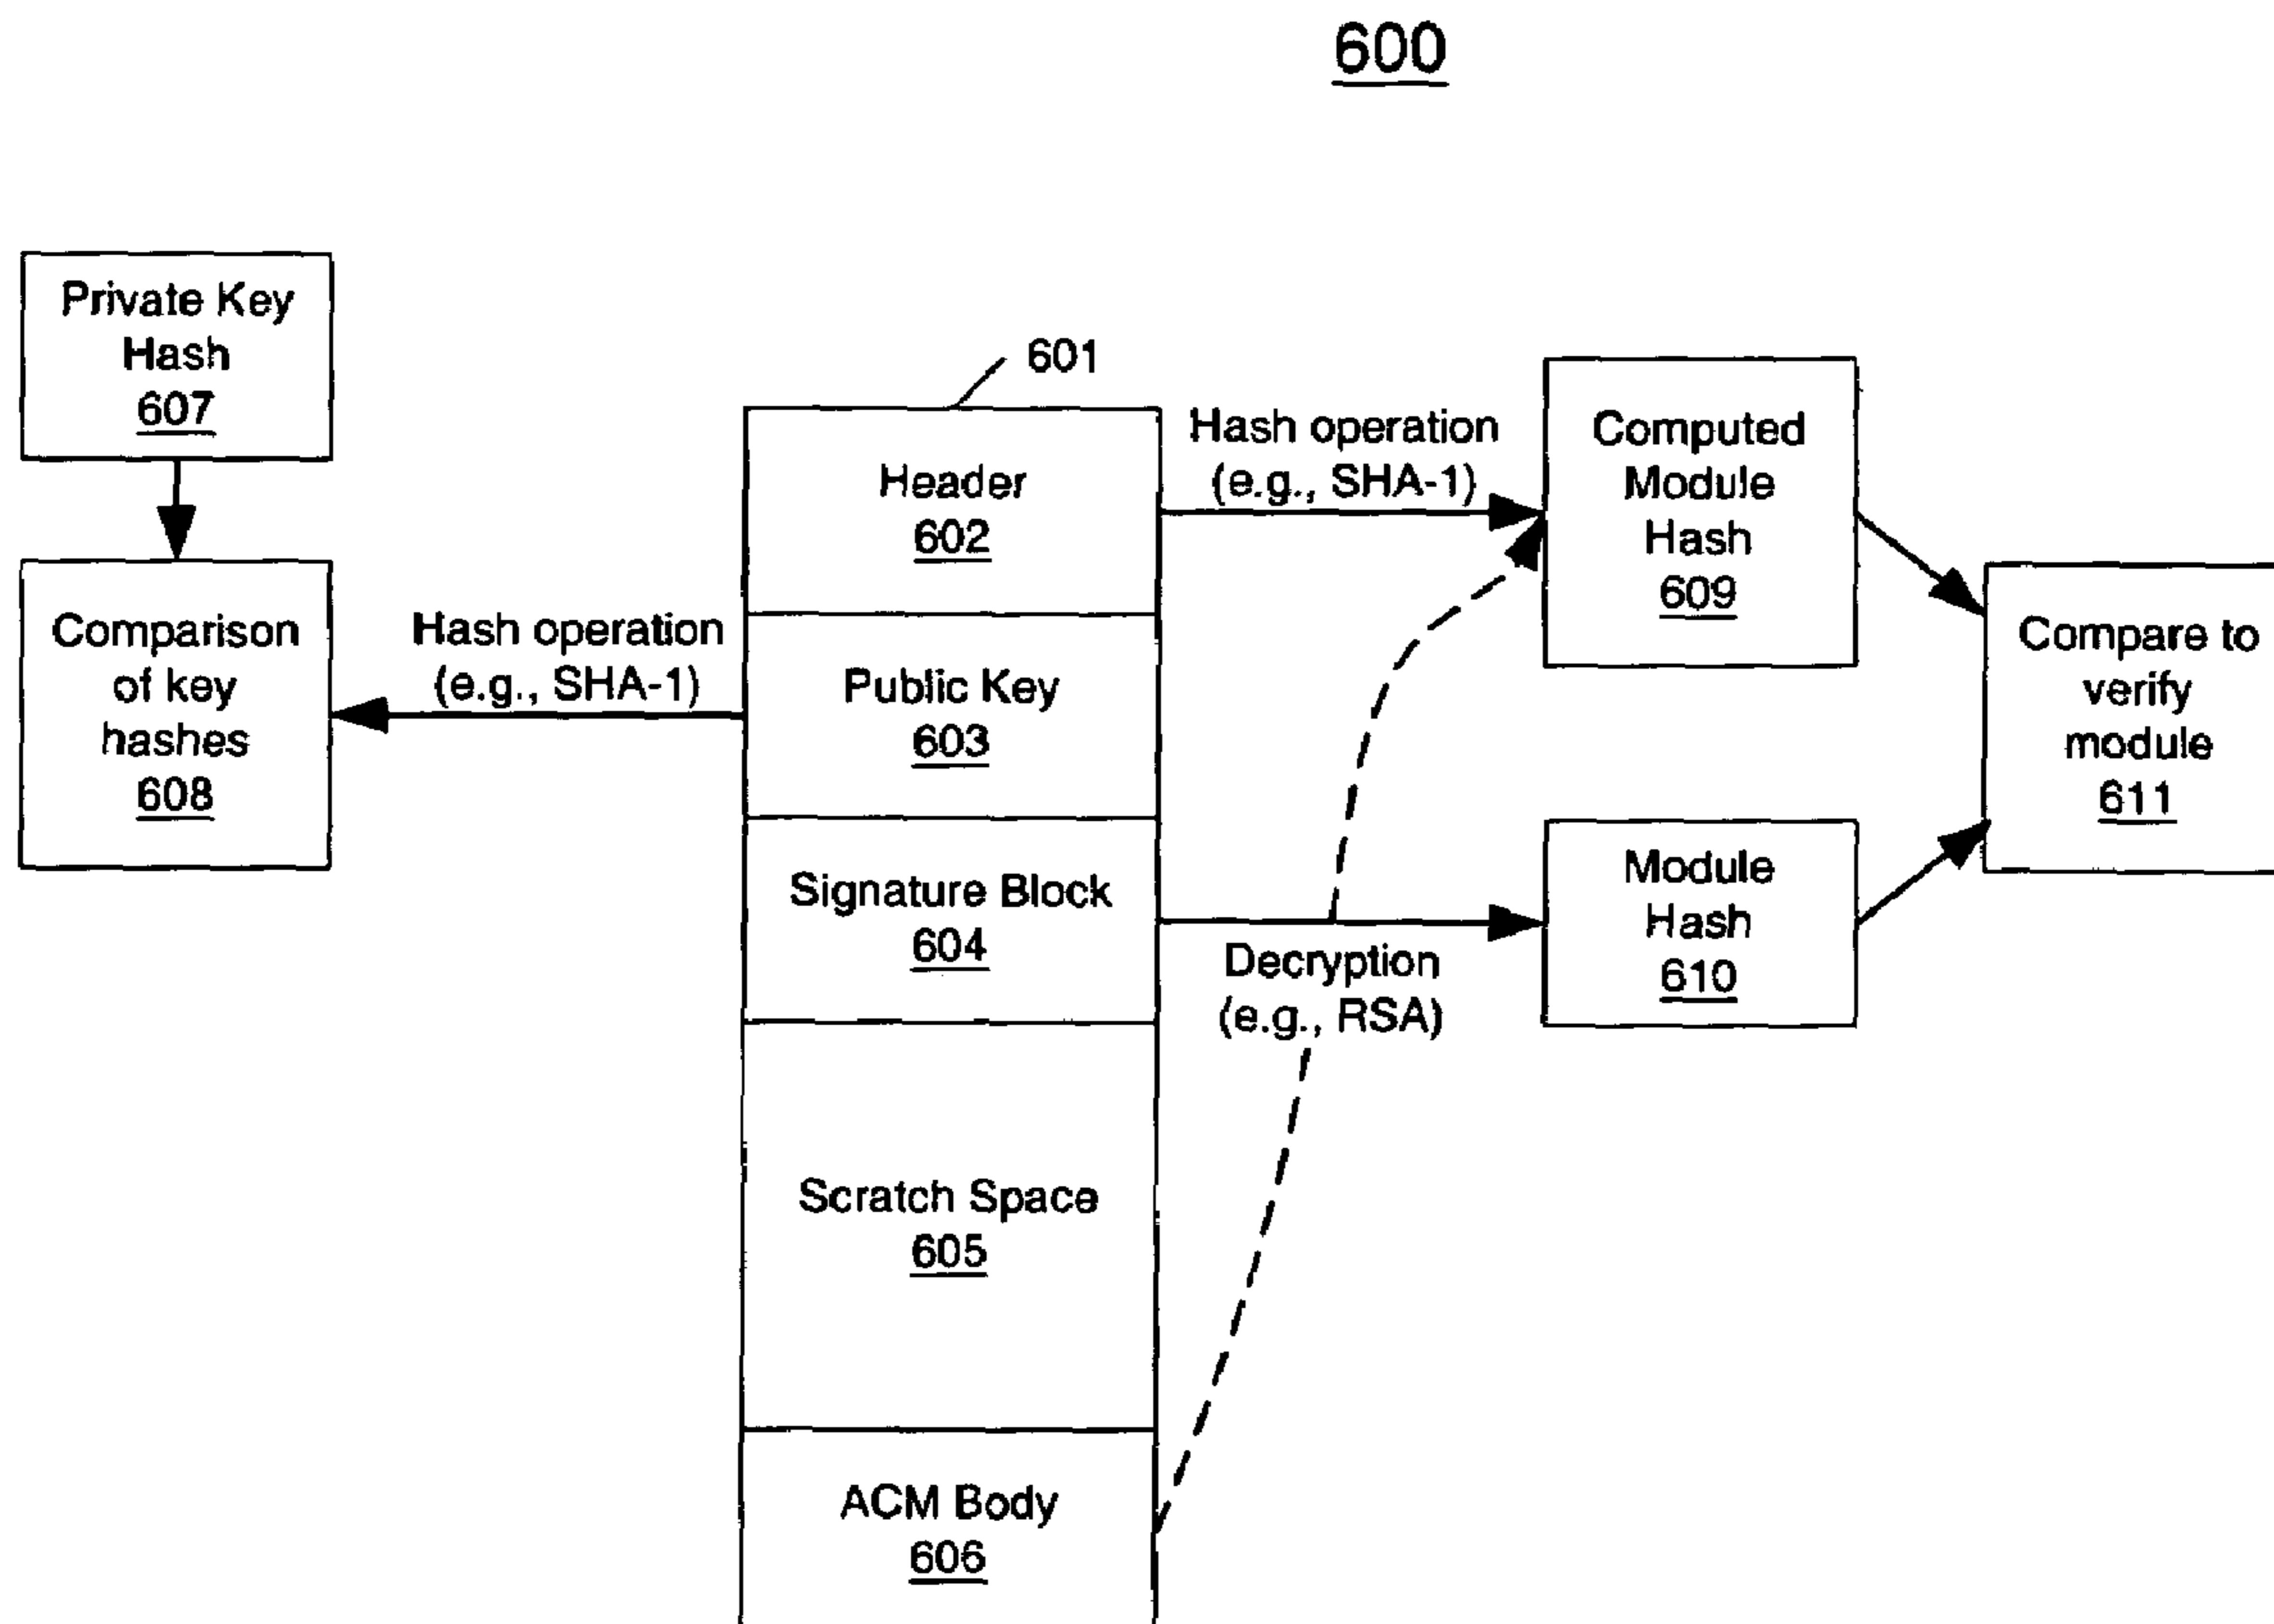 600
Private Key
Hash
607
Comparison
of key
hashes
608
Hash operation
(e.g., SHA-1)
601
Header
602
Public Key
603
Signature Block
604
Scratch Space
605
ACM Body
606
Hash operation
(e.g., SHA-1)
Decryption
(e.g., RSA)
Computed
Module
Hash
609
Module
Hash
610
Compare to
verify
module
611